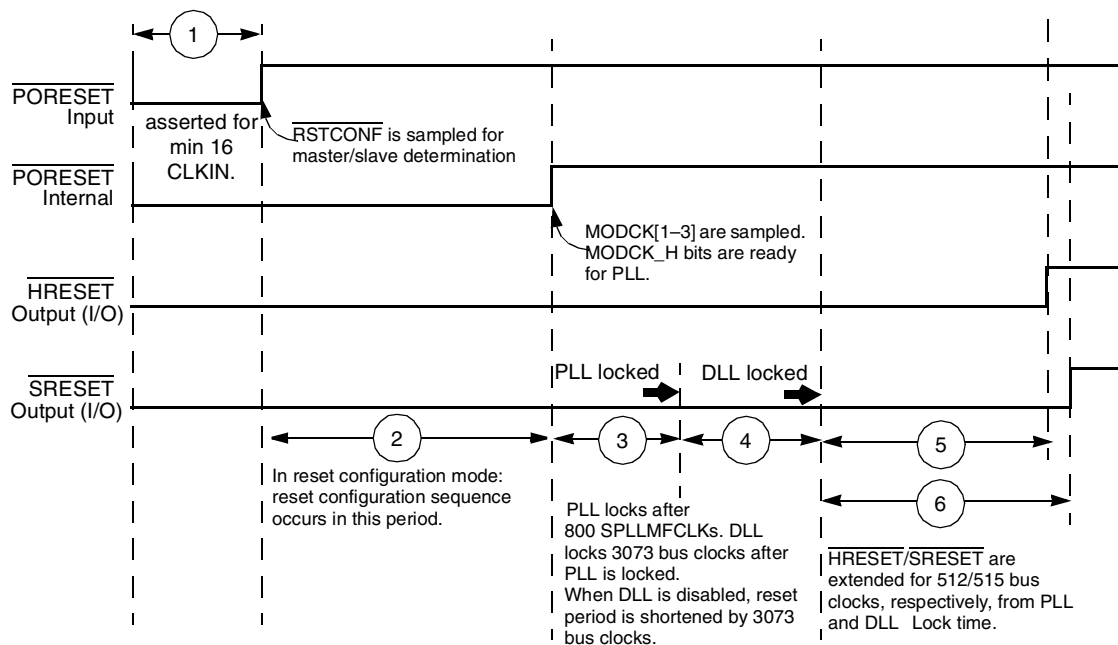 1
PORESET
Input
asserted for
min 16
CLKIN.
RSTCONF is sampled for
master/slave determination
PORESET
Internal
MODCK[1–3] are sampled.
MODCK_H bits are ready
for PLL.
HRESET
Output (I/O)
PLL locked
DLL locked
SRESET
Output (I/O)
2
3
4
5
In reset configuration mode:
reset configuration sequence
occurs in this period.
6
PLL locks after
800 SPLLMFCLKs. DLL
locks 3073 bus clocks after
PLL is locked.
When DLL is disabled, reset
period is shortened by 3073
bus clocks.
HRESET/SRESET are
extended for 512/515 bus
clocks, respectively, from PLL
and DLL Lock time.